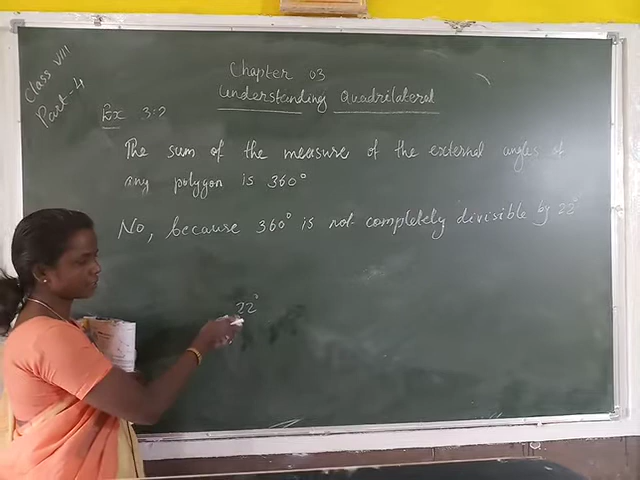 Class VIII
Part-4
Chapter 03
Understanding Quadrilateral
Ex 3:2
The sum of the measure of the external angles of
any polygon is 360°
No, because 360° is not completely divisible by 22°
22°